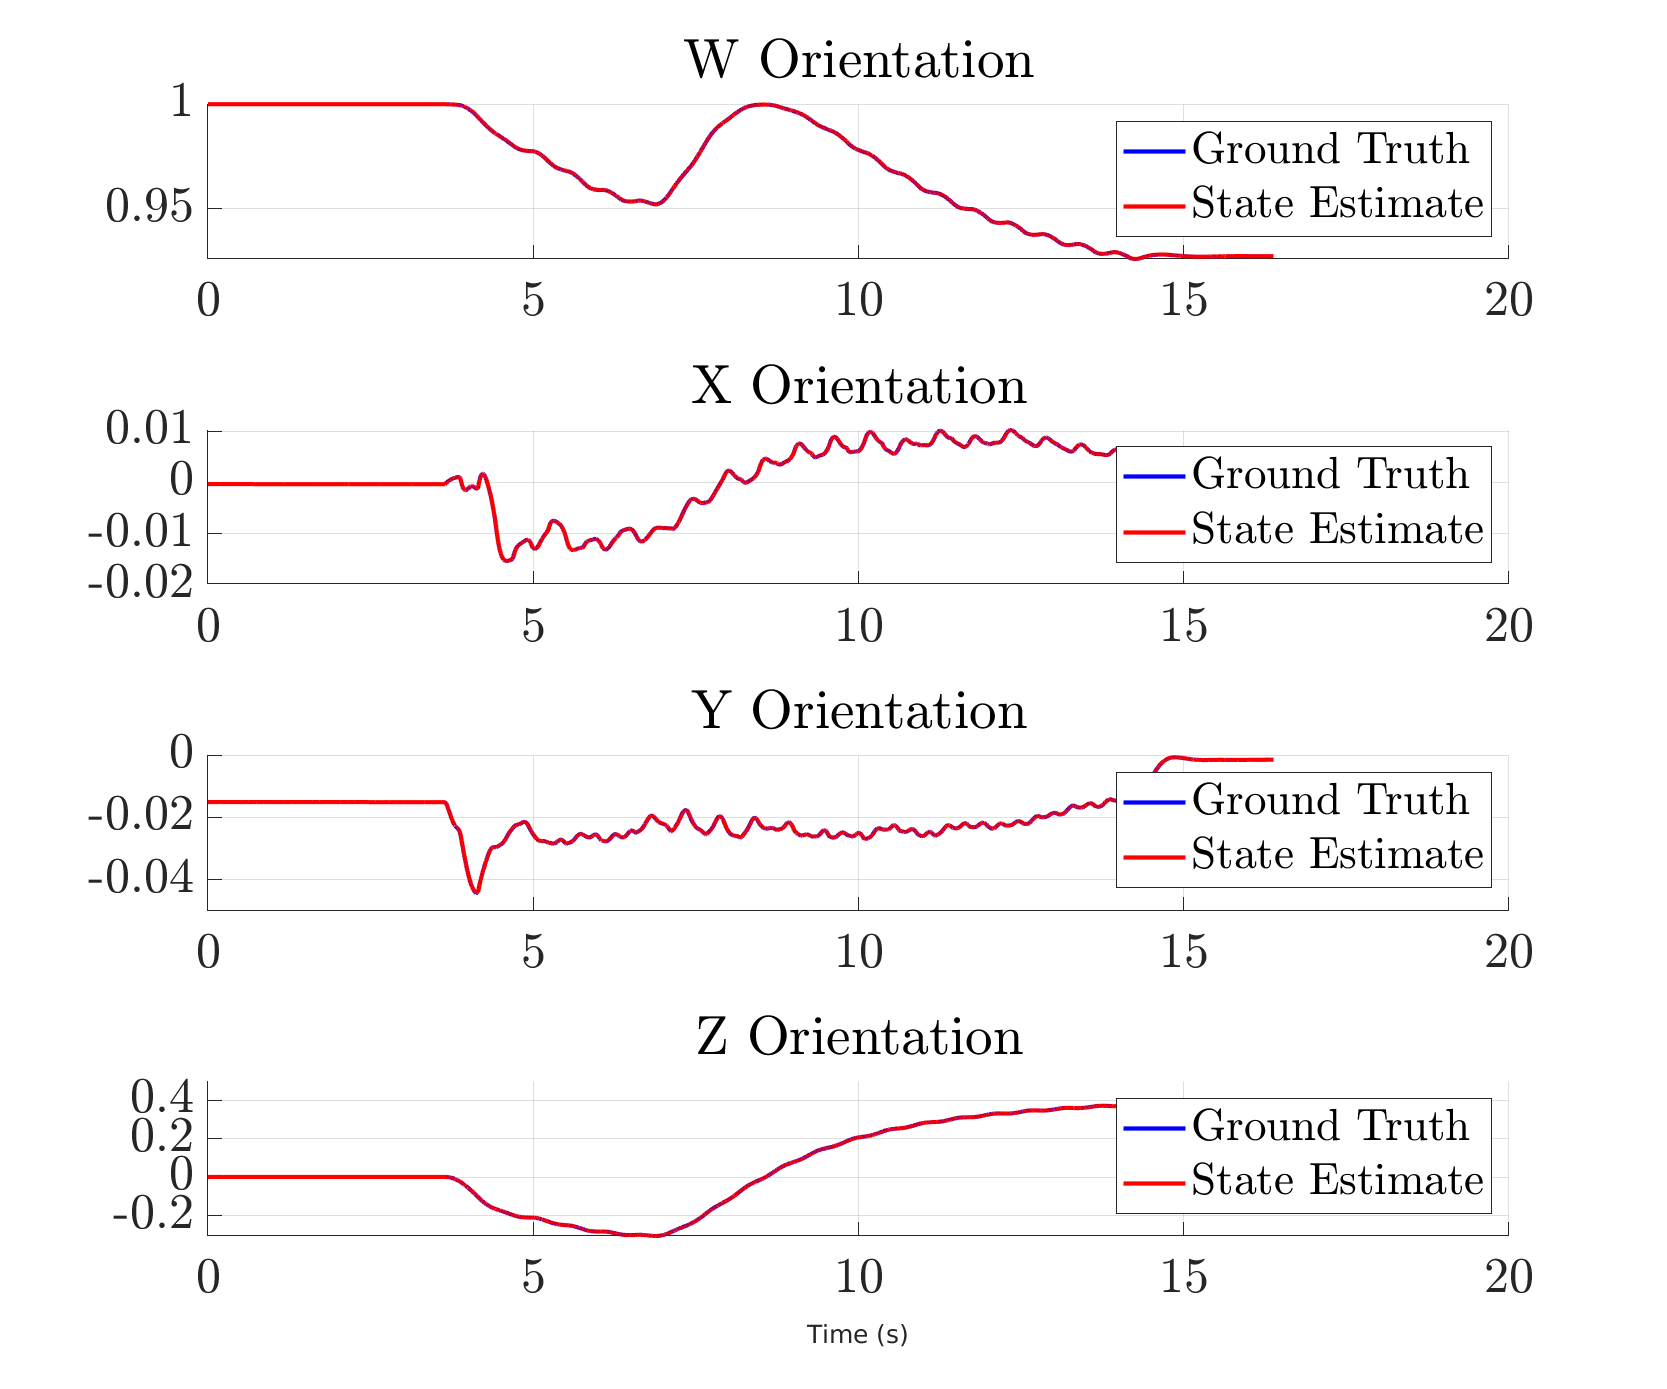 W Orientation
1
0.95
Ground Truth
State Estimate
0 5 10 15 20
X Orientation
0.01
0
-0.01
-0.02
Ground Truth
State Estimate
0 5 10 15 20
Y Orientation
0
-0.02
-0.04
Ground Truth
State Estimate
0 5 10 15 20
Z Orientation
0.4
0.2
0
-0.2
Ground Truth
State Estimate
0 5 10 15 20
Time (s)